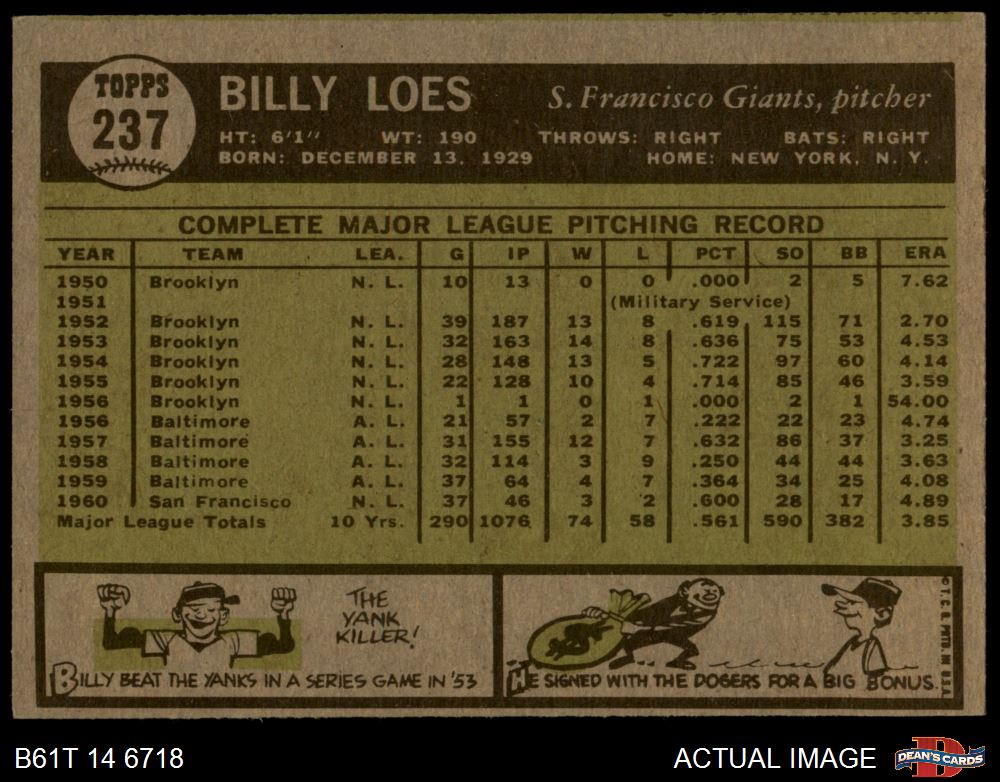 TOPPS
237
BILLY LOES
S. Francisco Giants, pitcher
HT: 6'1" WT: 190 THROWS: RIGHT BATS: RIGHT
BORN: DECEMBER 13, 1929 HOME: NEW YORK, N. Y.
COMPLETE MAJOR LEAGUE PITCHING RECORD
YEAR TEAM LEA. G IP W L PCT SO BB ERA
1950 Brooklyn N. L. 10 13 0 0 .000 2 5 7.62
1951 (Military Service)
1952 Brooklyn N. L. 39 187 13 8 .619 115 71 2.70
1953 Brooklyn N. L. 32 163 14 8 .636 75 53 4.53
1954 Brooklyn N. L. 28 148 13 5 .722 97 60 4.14
1955 Brooklyn N. L. 22 128 10 4 .714 85 46 3.59
1956 Brooklyn N. L. 1 1 0 1 .000 2 1 54.00
1956 Baltimore A. L. 21 57 2 7 .222 22 23 4.74
1957 Baltimore A. L. 31 155 12 7 .632 86 37 3.25
1958 Baltimore A. L. 32 114 3 9 .250 44 44 3.63
1959 Baltimore A. L. 37 64 4 7 .364 34 25 4.08
1960 San Francisco N. L. 37 46 3 2 .600 28 17 4.89
Major League Totals 10 Yrs. 290 1076 74 58 .561 590 382 3.85
THE
YANK
KILLER!
BILLY BEAT THE YANKS IN A SERIES GAME IN '53
HE SIGNED WITH THE DOGERS FOR A BIG BONUS.
© T. C. G. PRTD. IN U.S.A.
B61T 14 6718
ACTUAL IMAGE
D
DEAN'S CARDS